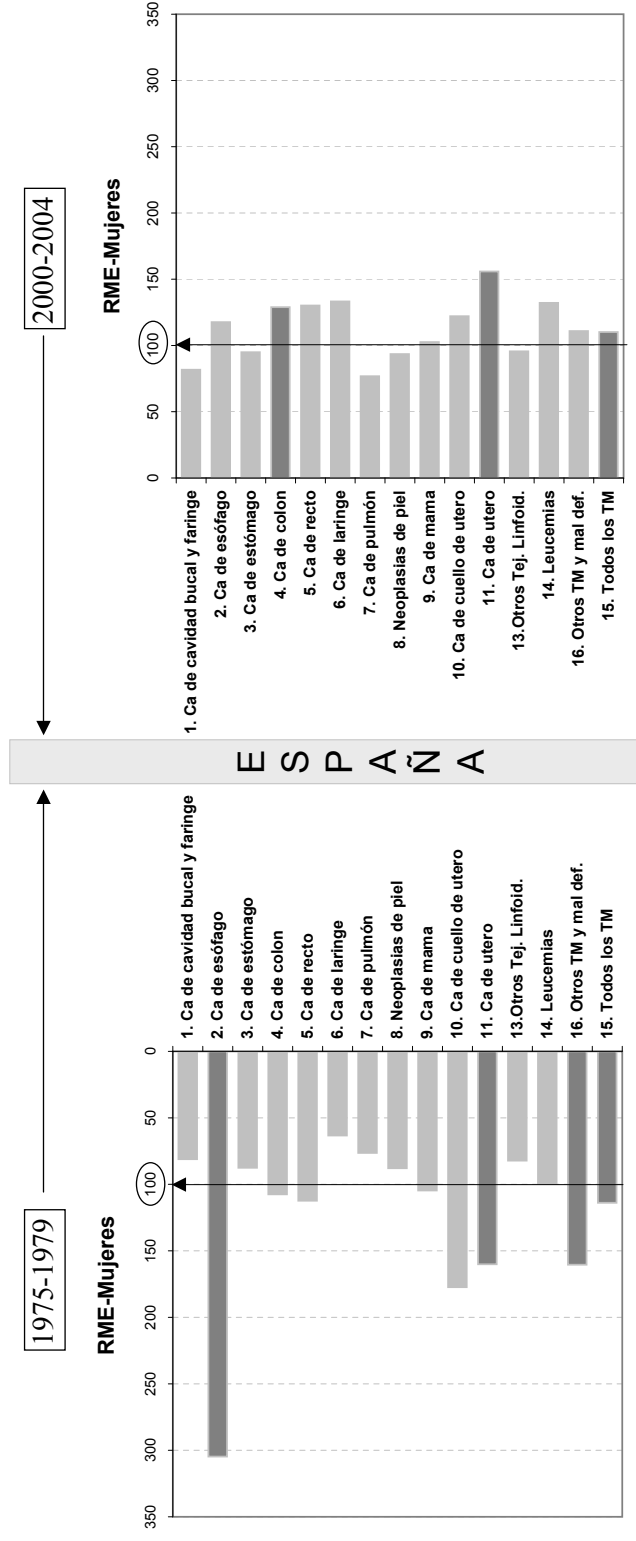 1975-1979
RME-Mujeres
350
300
250
200
150
100
50
0
1. Ca de cavidad bucal y faringe
2. Ca de esófago
3. Ca de estómago
4. Ca de colon
5. Ca de recto
6. Ca de laringe
7. Ca de pulmón
8. Neoplasias de piel
9. Ca de mama
10. Ca de cuello de utero
11. Ca de utero
13.Otros Tej. Linfoid.
14. Leucemias
16. Otros TM y mal def.
15. Todos los TM
ESPAÑA
2000-2004
RME-Mujeres
0
50
100
150
200
250
300
350
1. Ca de cavidad bucal y faringe
2. Ca de esófago
3. Ca de estómago
4. Ca de colon
5. Ca de recto
6. Ca de laringe
7. Ca de pulmón
8. Neoplasias de piel
9. Ca de mama
10. Ca de cuello de utero
11. Ca de utero
13.Otros Tej. Linfoid.
14. Leucemias
16. Otros TM y mal def.
15. Todos los TM